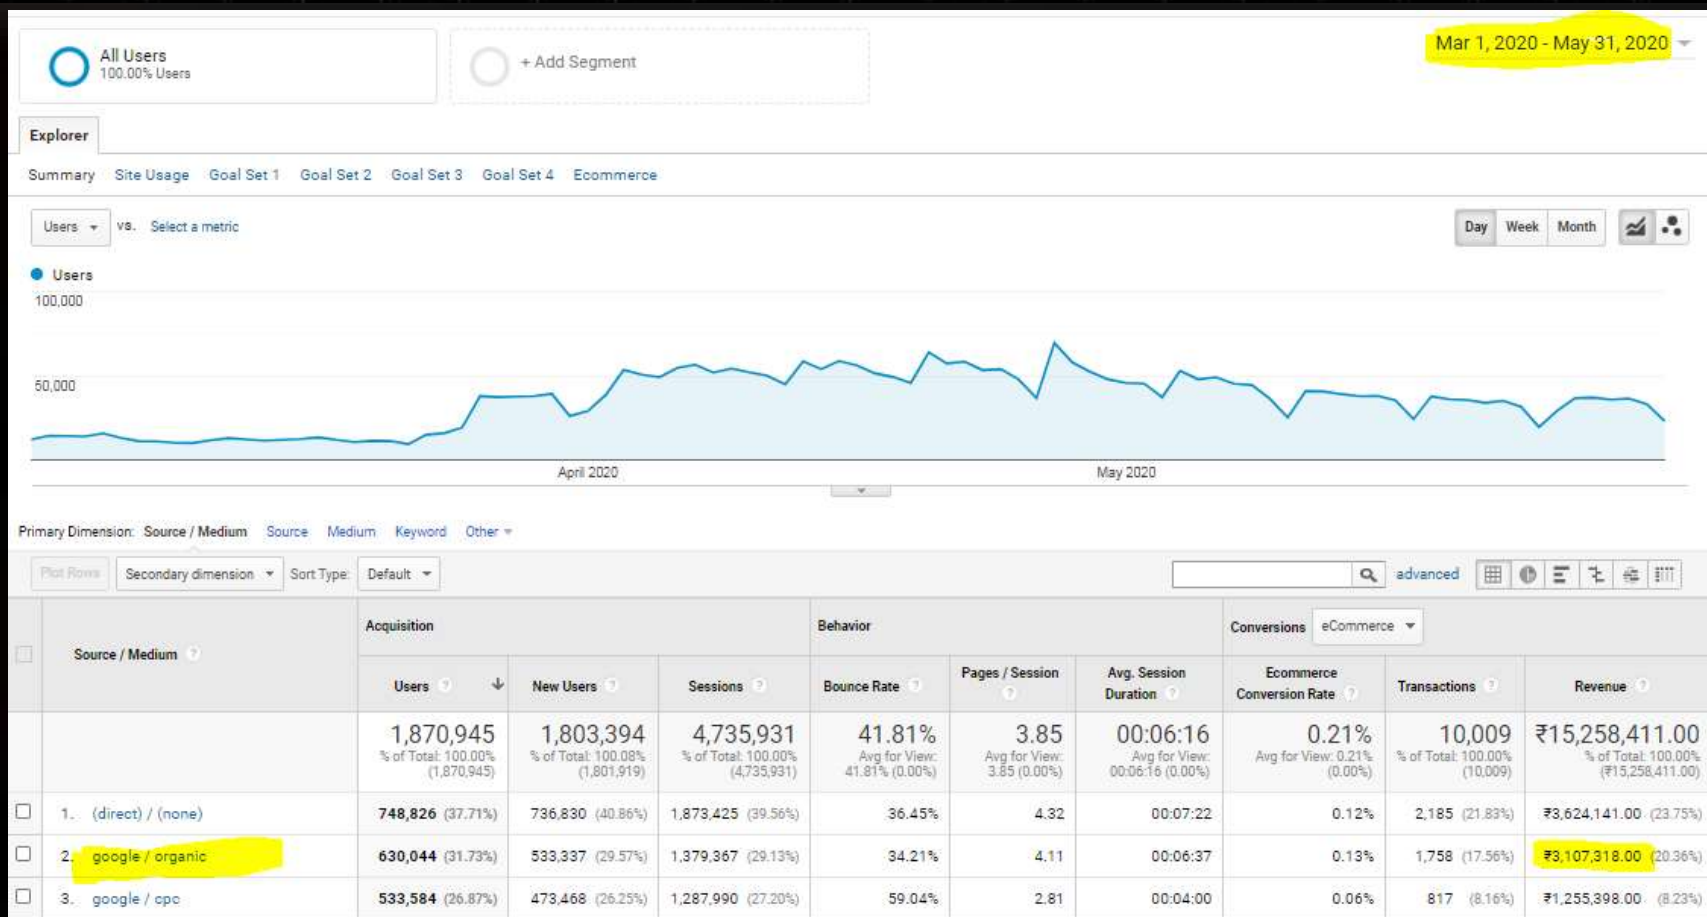 All Users
100.00% Users
+ Add Segment
Mar 1, 2020 - May 31, 2020
Explorer
Summary Site Usage Goal Set 1 Goal Set 2 Goal Set 3 Goal Set 4 Ecommerce
Users vs. Select a metric
Day Week Month
Users
100,000
50,000
April 2020 May 2020
Primary Dimension: Source / Medium Source Medium Keyword Other
Plot Rows Secondary dimension Sort Type: Default advanced
Source / Medium ?
Acquisition Behavior Conversions eCommerce
Users ? New Users ? Sessions ? Bounce Rate ? Pages / Session ? Avg. Session Duration ? Ecommerce Conversion Rate ? Transactions ? Revenue ?
1,870,945 1,803,394 4,735,931 41.81% 3.85 00:06:16 0.21% 10,009 ₹15,258,411.00
% of Total: 100.00% % of Total: 100.08% % of Total: 100.00% Avg for View: Avg for View: Avg for View: Avg for View: 0.21% % of Total: 100.00% % of Total: 100.00%
(1,870,945) (1,801,919) (4,735,931) 41.81% (0.00%) 3.85 (0.00%) 00:06:16 (0.00%) (0.00%) (10,009) (₹15,258,411.00)
1. (direct) / (none) 748,826 (37.71%) 736,830 (40.86%) 1,873,425 (39.56%) 36.45% 4.32 00:07:22 0.12% 2,185 (21.83%) ₹3,624,141.00 (23.75%)
2. google / organic 630,044 (31.73%) 533,337 (29.57%) 1,379,367 (29.13%) 34.21% 4.11 00:06:37 0.13% 1,758 (17.56%) ₹3,107,318.00 (20.36%)
3. google / cpc 533,584 (26.87%) 473,468 (26.25%) 1,287,990 (27.20%) 59.04% 2.81 00:04:00 0.06% 817 (8.16%) ₹1,255,398.00 (8.23%)